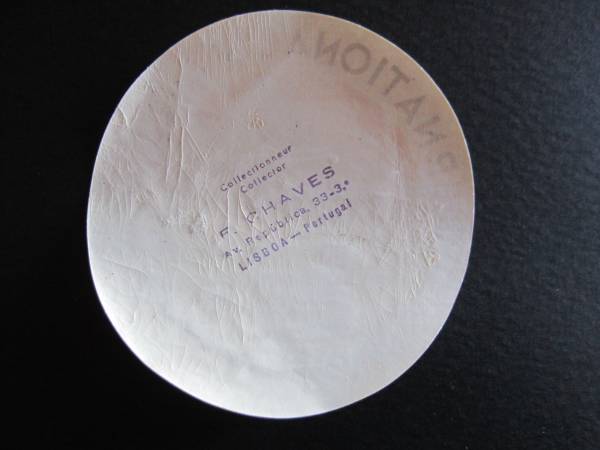 Collectionneur
Collector
F. CHAVES
Av. República, 33-3.º
LISBOA — Portugal